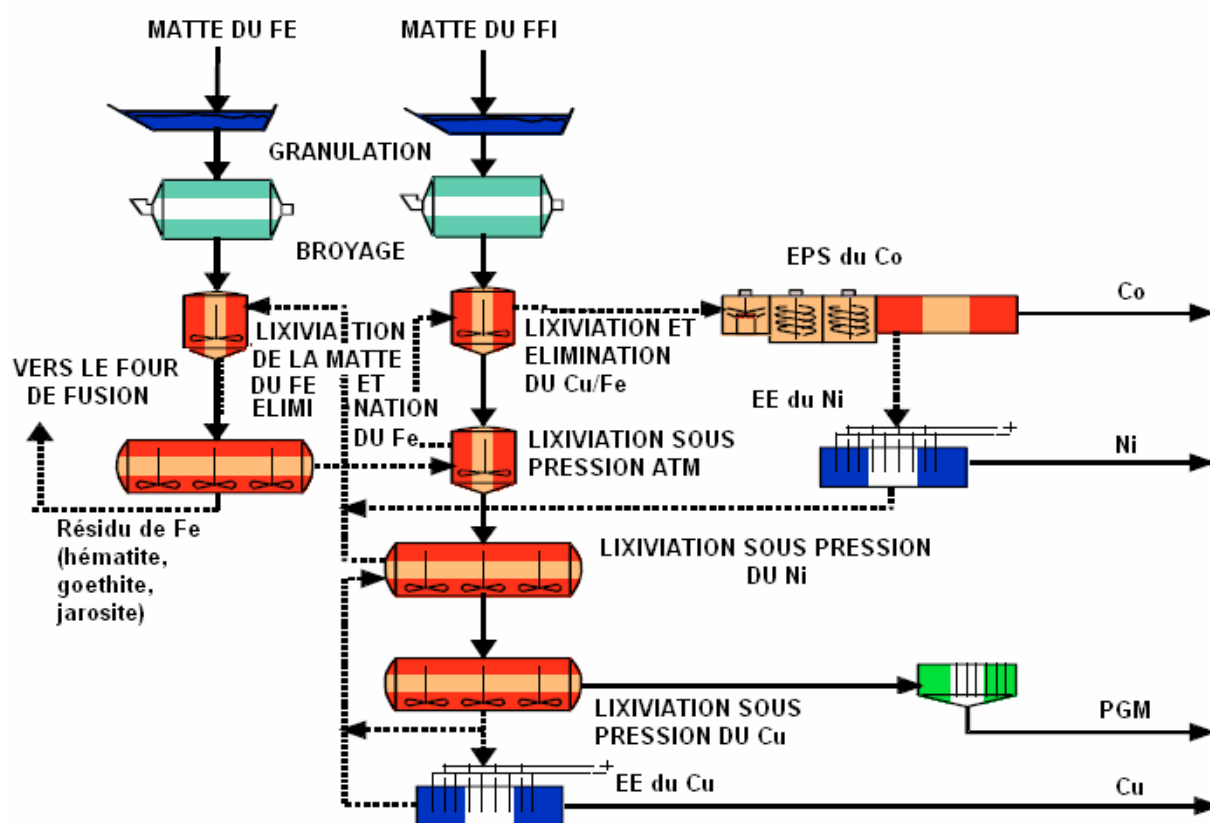 MATTE DU FE
MATTE DU FFI
GRANULATION
BROYAGE
EPS du Co
Co
LIXIVIATION
DE LA MATTE
DU FE ET
ELIMINATION
DU Fe
LIXIVIATION ET
ELIMINATION
DU Cu/Fe
VERS LE FOUR
DE FUSION
EE du Ni
Ni
LIXIVIATION SOUS
PRESSION ATM
Résidu de Fe
(hématite,
goethite,
jarosite)
LIXIVIATION SOUS PRESSION
DU Ni
LIXIVIATION SOUS
PRESSION DU Cu
PGM
EE du Cu
Cu